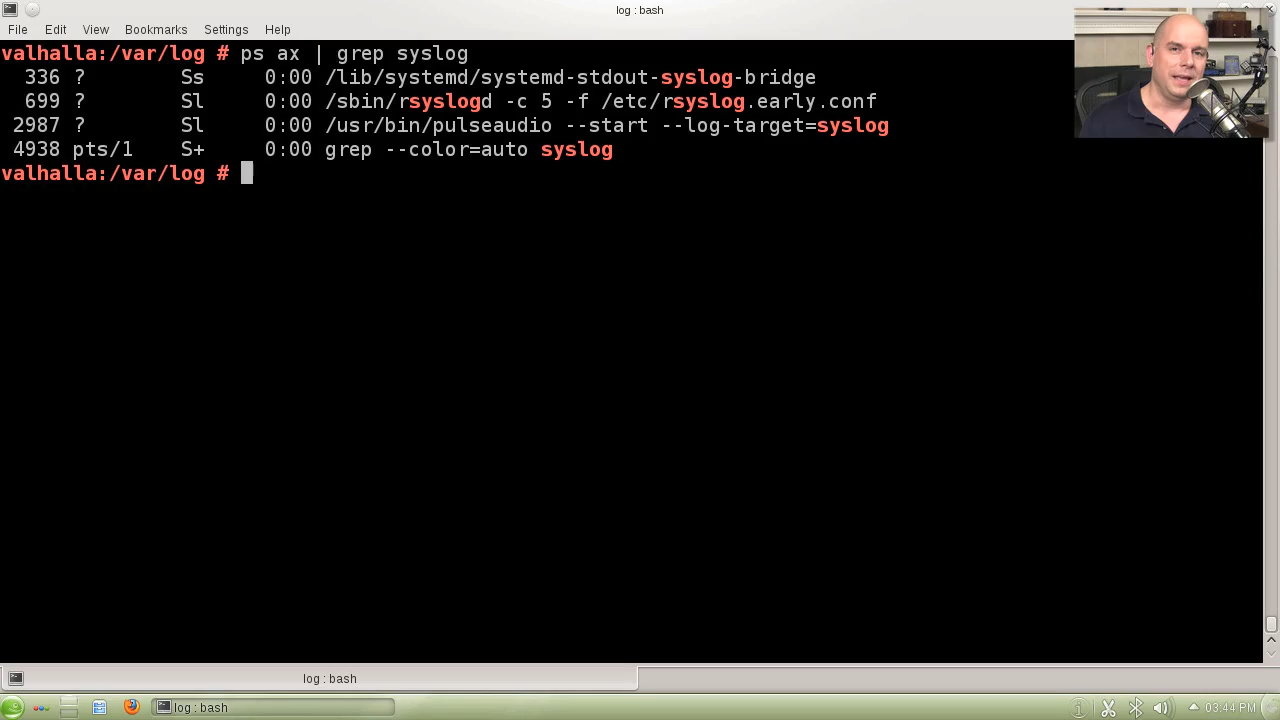 log : bash
File Edit View Bookmarks Settings Help
valhalla:/var/log # ps ax | grep syslog
336 ? Ss 0:00 /lib/systemd/systemd-stdout-syslog-bridge
699 ? Sl 0:00 /sbin/rsyslogd -c 5 -f /etc/rsyslog.early.conf
2987 ? Sl 0:00 /usr/bin/pulseaudio --start --log-target=syslog
4938 pts/1 S+ 0:00 grep --color=auto syslog
valhalla:/var/log #
log : bash
log : bash 03:44 PM